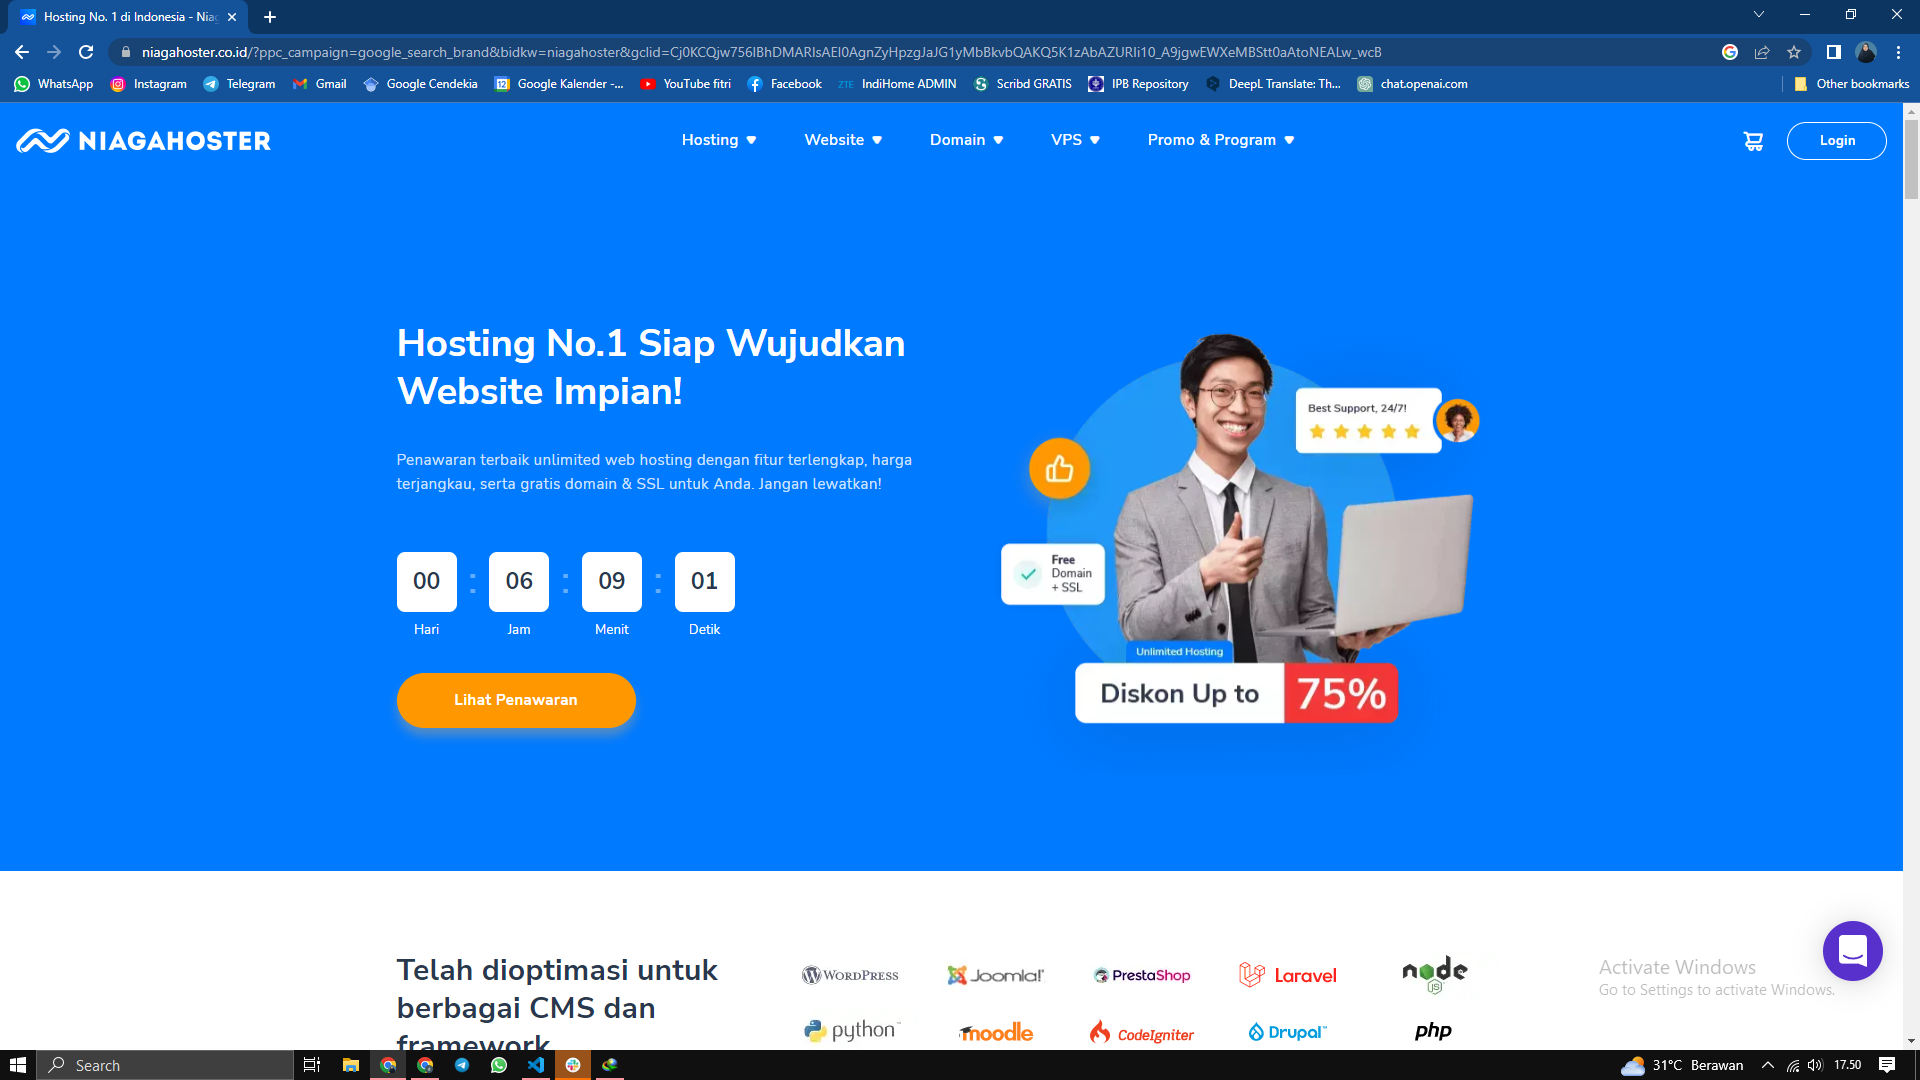 Hosting No. 1 di Indonesia - Niag
niagahoster.co.id/?ppc_campaign=google_search_brand&bidkw=niagahoster&gclid=Cj0KCQjw756lBhDMARIsAEI0AgnZyHpzgJaJG1yMbBkvbQAKQ5K1zAbAZURIi10_A9jgwEWXeMBStt0aAtoNEALw_wcB
WhatsApp Instagram Telegram Gmail Google Cendekia Google Kalender -... YouTube fitri Facebook ZTE IndiHome ADMIN Scribd GRATIS IPB Repository DeepL Translate: Th... chat.openai.com Other bookmarks
NIAGAHOSTER Hosting Website Domain VPS Promo & Program Login
Hosting No.1 Siap Wujudkan
Website Impian!
Penawaran terbaik unlimited web hosting dengan fitur terlengkap, harga
terjangkau, serta gratis domain & SSL untuk Anda. Jangan lewatkan!
00 : 06 : 09 : 01
Hari Jam Menit Detik
Lihat Penawaran
Best Support, 24/7!
Free
Domain
+ SSL
Unlimited Hosting
Diskon Up to 75%
Telah dioptimasi untuk
berbagai CMS dan
framework
WORDPRESS Joomla!™ PrestaShop Laravel node JS
python™ moodle CodeIgniter Drupal™ php
Activate Windows
Go to Settings to activate Windows.
Search
31°C Berawan 17.50